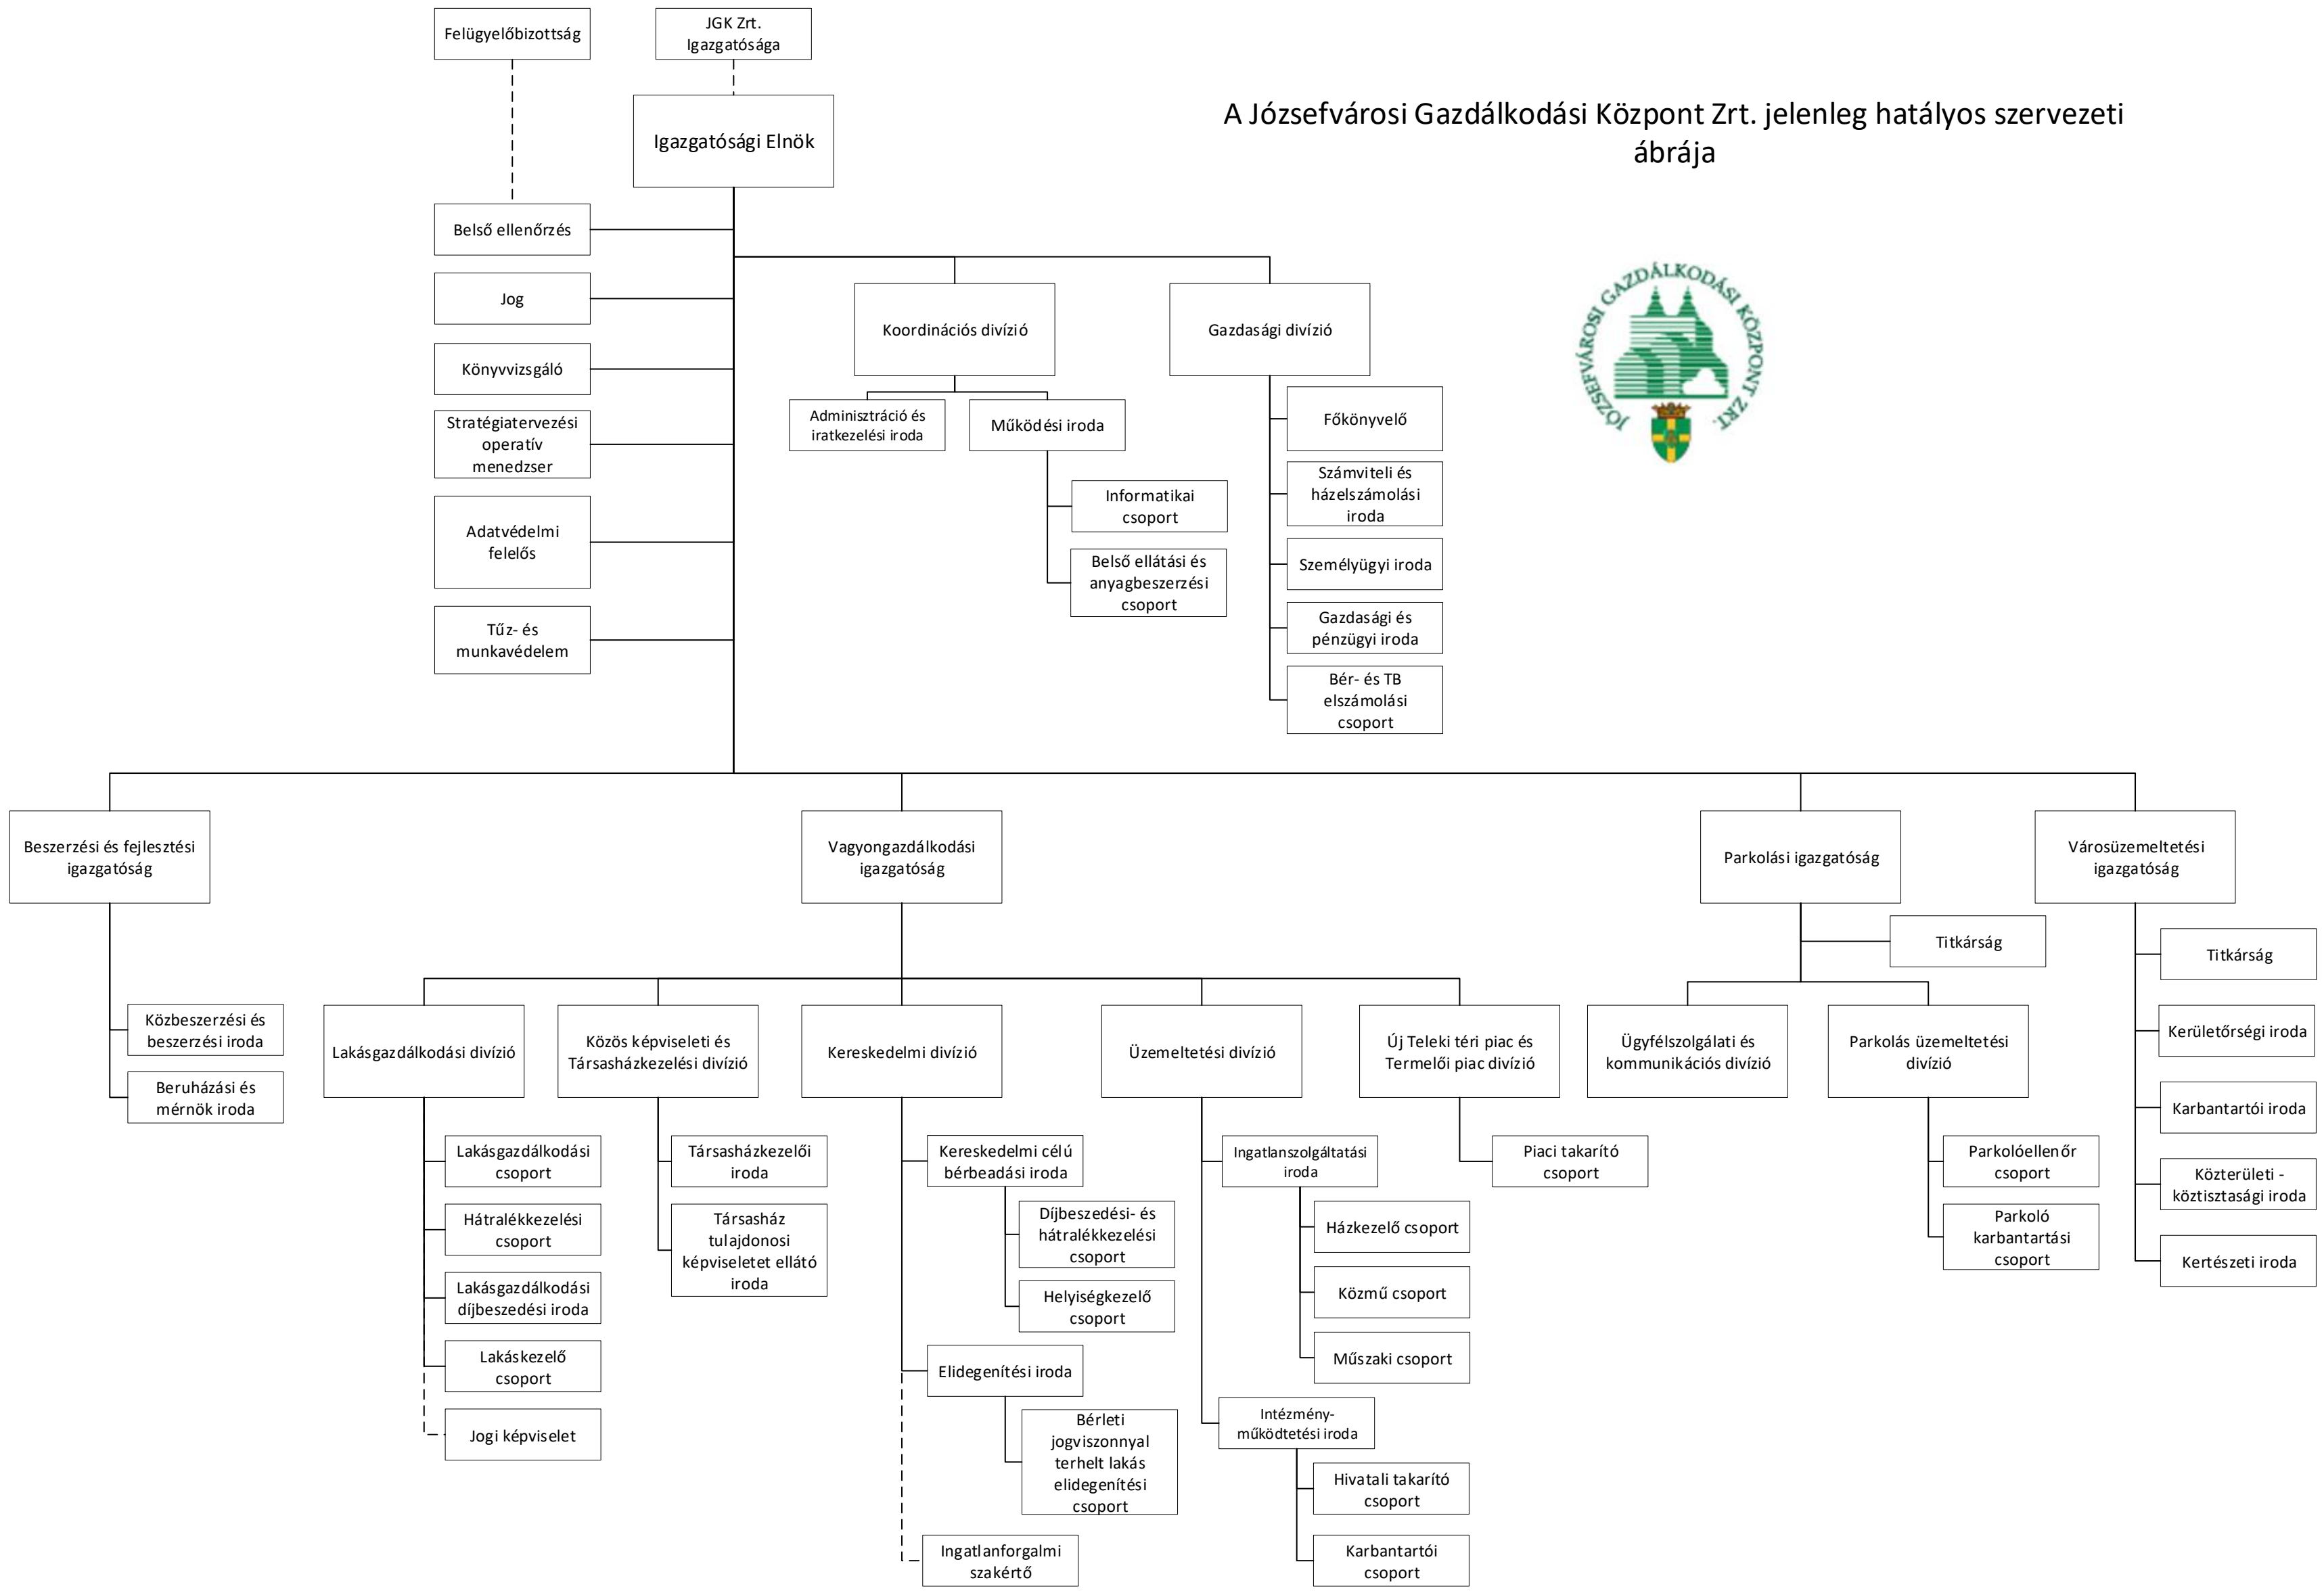 Felügyelőbizottság
JGK Zrt.
Igazgatósága
Igazgatósági Elnök
A Józsefvárosi Gazdálkodási Központ Zrt. jelenleg hatályos szervezeti
ábrája
JÓZSEFVÁROSI GAZDÁLKODÁSI KÖZPONT ZRT.
Belső ellenőrzés
Jog
Könyvvizsgáló
Stratégiatervezési
operatív
menedzser
Adatvédelmi
felelős
Tűz- és
munkavédelem
Koordinációs divízió
Adminisztráció és
iratkezelési iroda
Működési iroda
Informatikai
csoport
Belső ellátási és
anyagbeszerzési
csoport
Gazdasági divízió
Főkönyvelő
Számviteli és
házelszámolási
iroda
Személyügyi iroda
Gazdasági és
pénzügyi iroda
Bér- és TB
elszámolási
csoport
Beszerzési és fejlesztési
igazgatóság
Közbeszerzési és
beszerzési iroda
Beruházási és
mérnök iroda
Vagyongazdálkodási
igazgatóság
Lakásgazdálkodási divízió
Lakásgazdálkodási
csoport
Hátralékkezelési
csoport
Lakásgazdálkodási
díjbeszedési iroda
Lakáskezelő
csoport
Jogi képviselet
Közös képviseleti és
Társasházkezelési divízió
Társasházkezelői
iroda
Társasház
tulajdonosi
képviseletet ellátó
iroda
Kereskedelmi divízió
Kereskedelmi célú
bérbeadási iroda
Díjbeszedési- és
hátralékkezelési
csoport
Helyiségkezelő
csoport
Elidegenítési iroda
Bérleti
jogviszonnyal
terhelt lakás
elidegenítési
csoport
Ingatlanforgalmi
szakértő
Üzemeltetési divízió
Ingatlanszolgáltatási
iroda
Házkezelő csoport
Közmű csoport
Műszaki csoport
Intézmény-
működtetési iroda
Hivatali takarító
csoport
Karbantartói
csoport
Új Teleki téri piac és
Termelői piac divízió
Piaci takarító
csoport
Parkolási igazgatóság
Titkárság
Ügyfélszolgálati és
kommunikációs divízió
Parkolás üzemeltetési
divízió
Parkolóellenőr
csoport
Parkoló
karbantartási
csoport
Városüzemeltetési
igazgatóság
Titkárság
Kerületőrségi iroda
Karbantartói iroda
Közterületi -
köztisztasági iroda
Kertészeti iroda